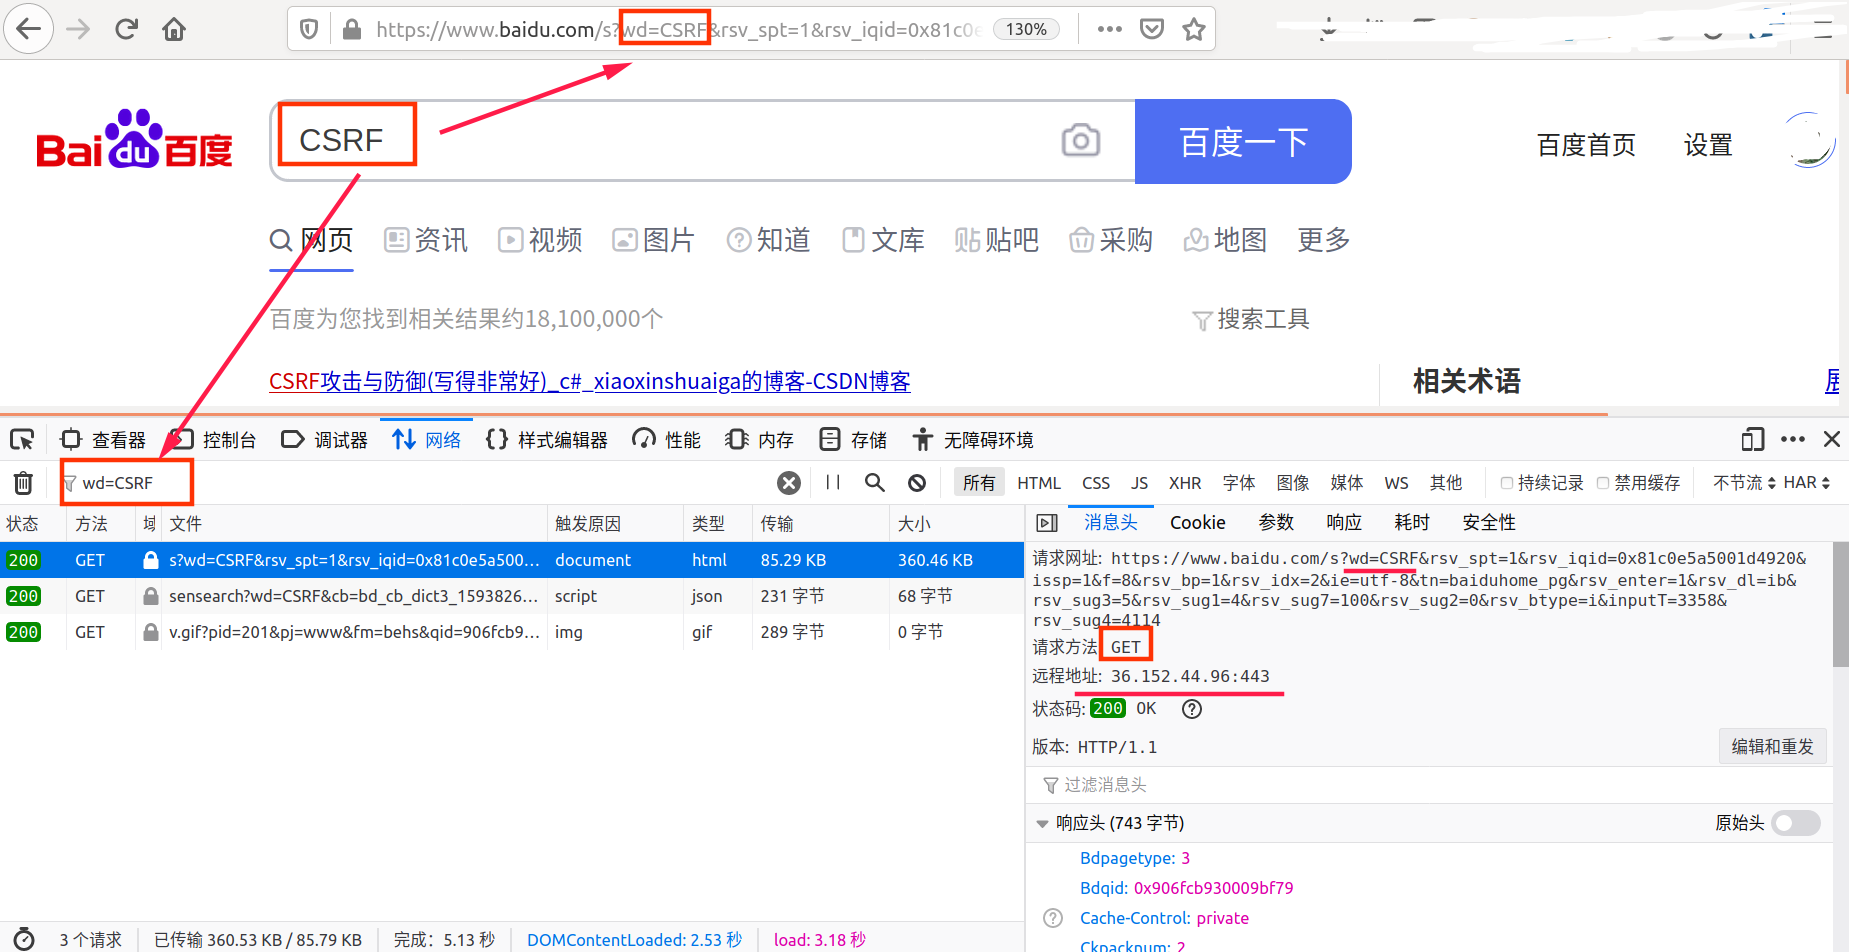 https://www.baidu.com/s?wd=CSRF&rsv_spt=1&rsv_iqid=0x81c0e 130%
Bai du 百度 CSRF 百度一下 百度首页 设置
网页 资讯 视频 图片 知道 文库 贴吧 采购 地图 更多
百度为您找到相关结果约18,100,000个 搜索工具
CSRF攻击与防御(写得非常好)_c#_xiaoxinshuaiga的博客-CSDN博客 相关术语 展
查看器 控制台 调试器 网络 样式编辑器 性能 内存 存储 无障碍环境
wd=CSRF 所有 HTML CSS JS XHR 字体 图像 媒体 WS 其他 持续记录 禁用缓存 不节流 HAR
状态 方法 域 文件 触发原因 类型 传输 大小
200 GET s?wd=CSRF&rsv_spt=1&rsv_iqid=0x81c0e5a500… document html 85.29 KB 360.46 KB
200 GET sensearch?wd=CSRF&cb=bd_cb_dict3_1593826… script json 231 字节 68 字节
200 GET v.gif?pid=201&pj=www&fm=behs&qid=906fcb9… img gif 289 字节 0 字节
消息头 Cookie 参数 响应 耗时 安全性
请求网址: https://www.baidu.com/s?wd=CSRF&rsv_spt=1&rsv_iqid=0x81c0e5a5001d4920&
issp=1&f=8&rsv_bp=1&rsv_idx=2&ie=utf-8&tn=baiduhome_pg&rsv_enter=1&rsv_dl=ib&
rsv_sug3=5&rsv_sug1=4&rsv_sug7=100&rsv_sug2=0&rsv_btype=i&inputT=3358&
rsv_sug4=4114
请求方法 GET
远程地址: 36.152.44.96:443
状态码: 200 OK
版本: HTTP/1.1 编辑和重发
过滤消息头
响应头 (743 字节) 原始头
Bdpagetype: 3
Bdqid: 0x906fcb930009bf79
Cache-Control: private
Ckpacknum: 2
3 个请求 已传输 360.53 KB / 85.79 KB 完成: 5.13 秒 DOMContentLoaded: 2.53 秒 load: 3.18 秒